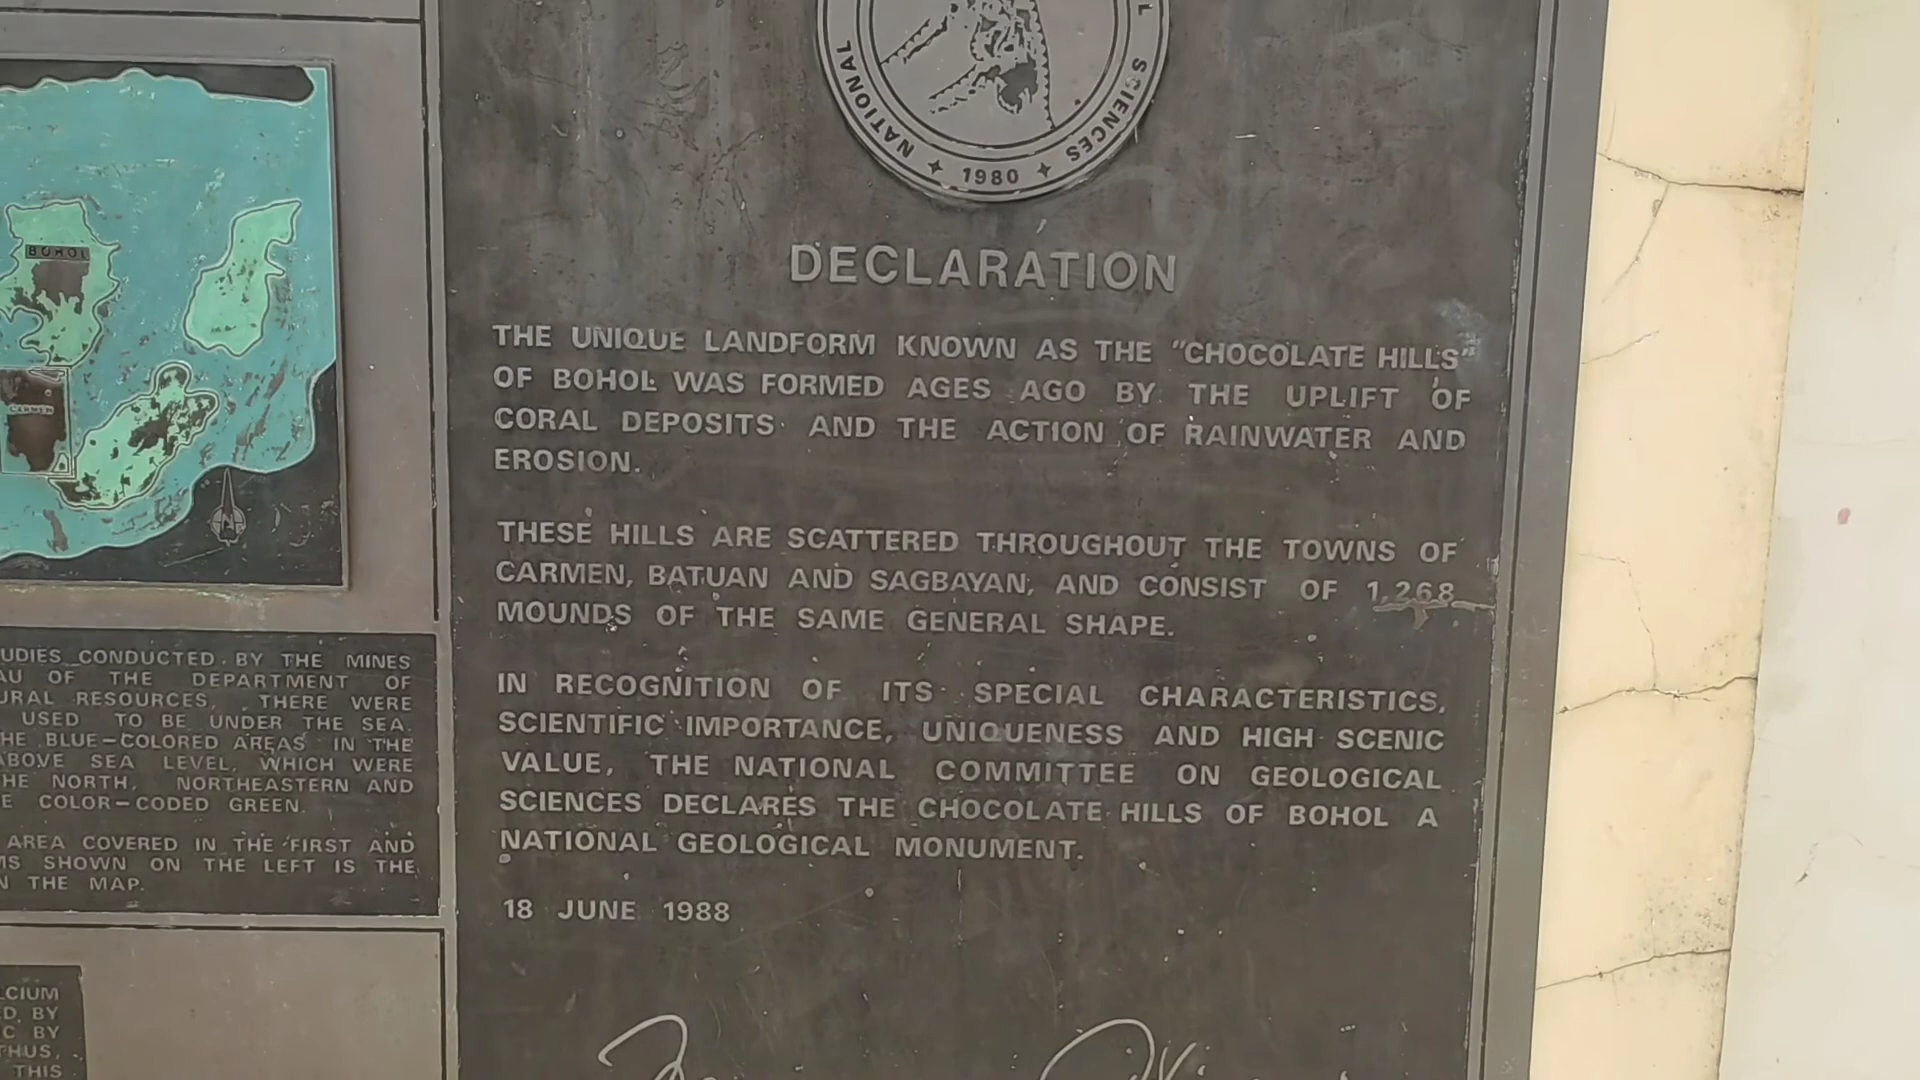 NATIONAL
SCIENCES
1980
BOHOL
CARMEN
N
DECLARATION
THE UNIQUE LANDFORM KNOWN AS THE "CHOCOLATE HILLS"
OF BOHOL WAS FORMED AGES AGO BY THE UPLIFT OF
CORAL DEPOSITS AND THE ACTION OF RAINWATER AND
EROSION.
THESE HILLS ARE SCATTERED THROUGHOUT THE TOWNS OF
CARMEN, BATUAN AND SAGBAYAN, AND CONSIST OF 1,268
MOUNDS OF THE SAME GENERAL SHAPE.
IN RECOGNITION OF ITS SPECIAL CHARACTERISTICS,
SCIENTIFIC IMPORTANCE, UNIQUENESS AND HIGH SCENIC
VALUE, THE NATIONAL COMMITTEE ON GEOLOGICAL
SCIENCES DECLARES THE CHOCOLATE HILLS OF BOHOL A
NATIONAL GEOLOGICAL MONUMENT.
18 JUNE 1988
UDIES CONDUCTED BY THE MINES
AU OF THE DEPARTMENT OF
URAL RESOURCES, THERE WERE
USED TO BE UNDER THE SEA.
HE BLUE-COLORED AREAS IN THE
ABOVE SEA LEVEL, WHICH WERE
HE NORTH, NORTHEASTERN AND
E COLOR-CODED GREEN.
AREA COVERED IN THE FIRST AND
MS SHOWN ON THE LEFT IS THE
N THE MAP.
LCIUM
ED, BY
C BY
THUS,
THIS